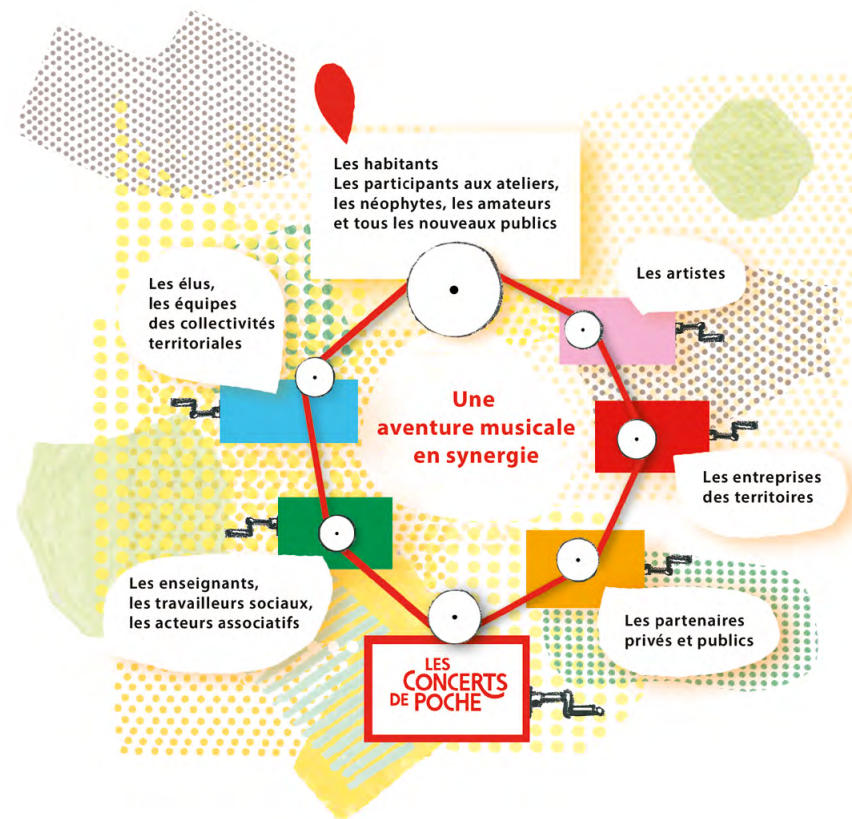 Les habitants
Les participants aux ateliers,
les néophytes, les amateurs
et tous les nouveaux publics
Les artistes
Les élus,
les équipes
des collectivités
territoriales
Une
aventure musicale
en synergie
Les entreprises
des territoires
Les enseignants,
les travailleurs sociaux,
les acteurs associatifs
Les partenaires
privés et publics
LES
CONCERTS
DE POCHE